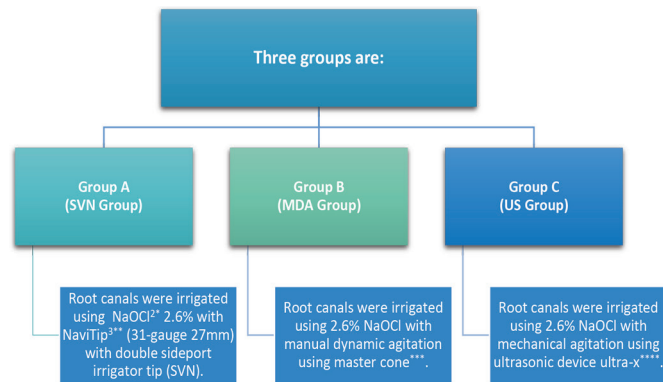 Three groups are:
Group A
(SVN Group)
Group B
(MDA Group)
Group C
(US Group)
Root canals were irrigated
using NaOCl2* 2.6% with
NaviTip3** (31-gauge 27mm)
with double sideport
irrigator tip (SVN).
Root canals were irrigated
using 2.6% NaOCl with
manual dynamic agitation
using master cone***.
Root canals were irrigated
using 2.6% NaOCl with
mechanical agitation using
ultrasonic device ultra-x****.